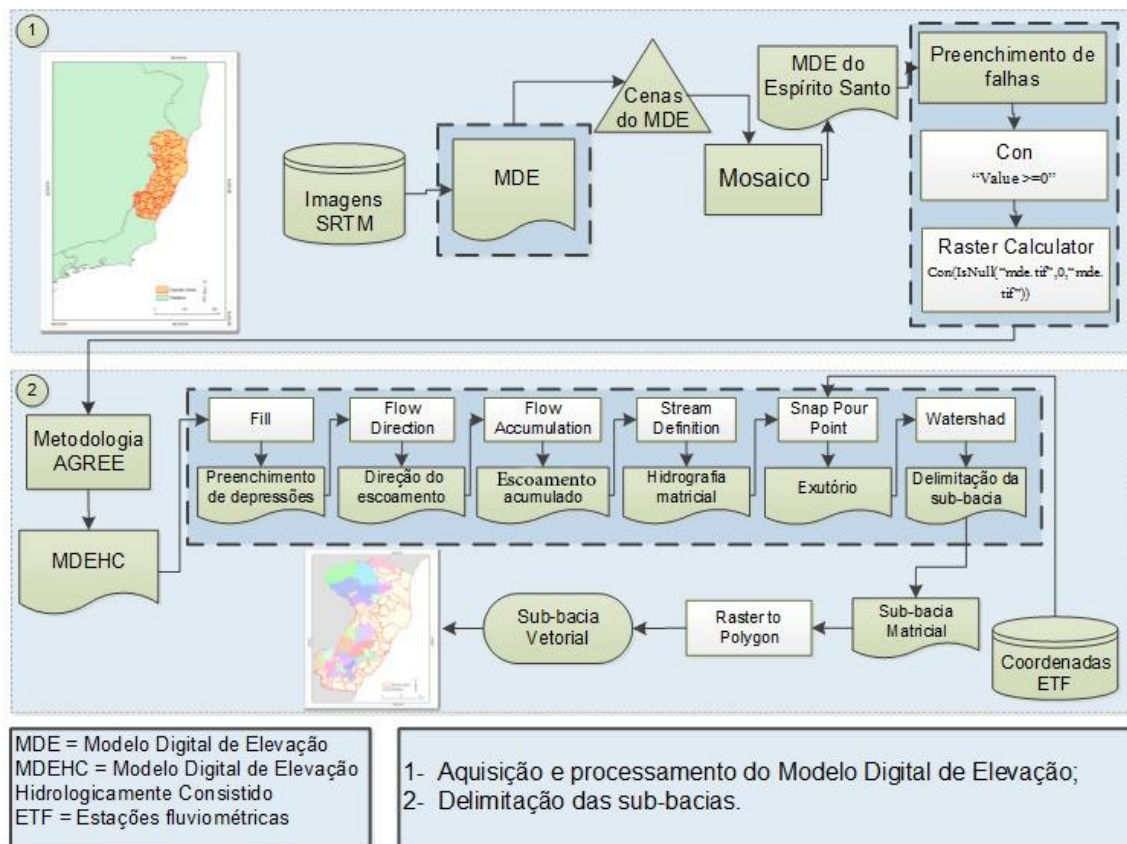 1
Imagens
SRTM
MDE
Cenas
do MDE
Mosaico
MDE do
Espírito Santo
Preenchimento de
falhas
Con
“Value >=0”
Raster Calculator
Con(IsNull(“mde.tif”,0,“mde.
tif”))
2
Metodologia
AGREE
MDEHC
Fill
Preenchimento
de depressões
Flow
Direction
Direção do
escoamento
Flow
Accumulation
Escoamento
acumulado
Stream
Definition
Hidrografia
matricial
Snap Pour
Point
Exutório
Watershad
Delimitação da
sub-bacia
Sub-bacia
Matricial
Raster to
Polygon
Sub-bacia
Vetorial
Coordenadas
ETF
MDE = Modelo Digital de Elevação
MDEHC = Modelo Digital de Elevação
Hidrologicamente Consistido
ETF = Estações fluviométricas
1- Aquisição e processamento do Modelo Digital de Elevação;
2- Delimitação das sub-bacias.